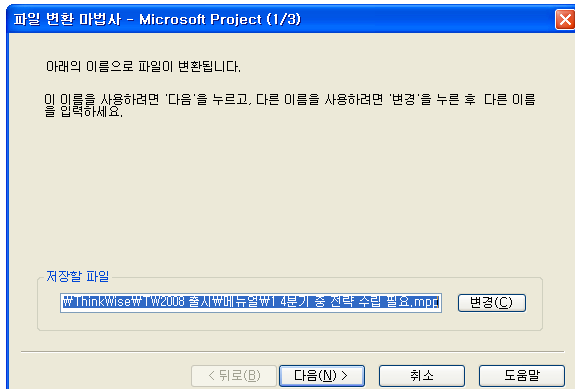 파일 변환 마법사 - Microsoft Project (1/3)
아래의 이름으로 파일이 변환됩니다.
이 이름을 사용하려면 '다음'을 누르고, 다른 이름을 사용하려면 '변경'을 누른 후 다른 이름
을 입력하세요.
저장할 파일
₩ThinkWise₩TW2008 출시₩메뉴얼₩1 4분기 중 전략 수립 필요.mpp
변경(C)
< 뒤로(B)
다음(N) >
취소
도움말